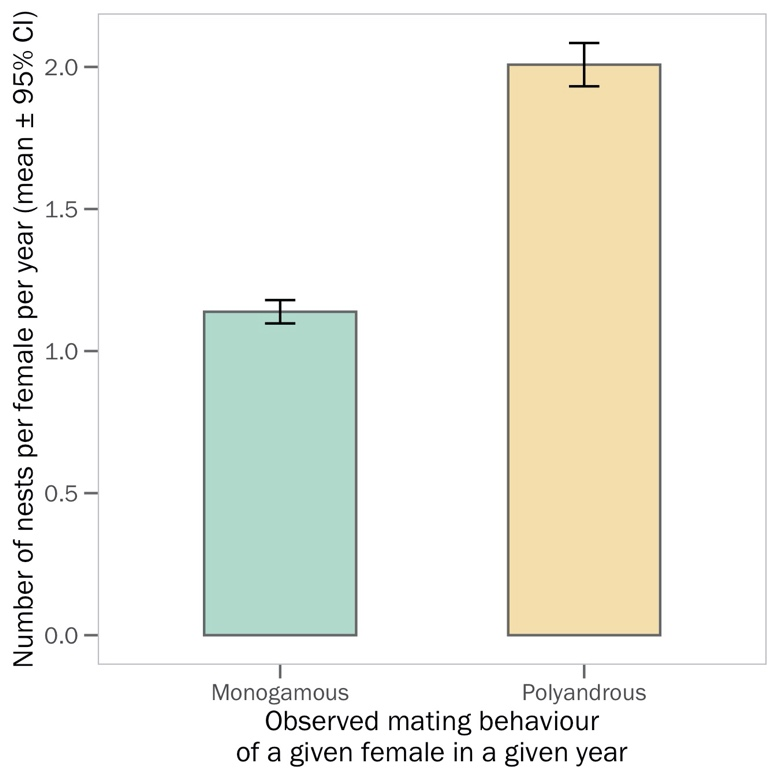 Number of nests per female per year (mean ± 95% CI)
2.0
1.5
1.0
0.5
0.0
Monogamous
Polyandrous
Observed mating behaviour
of a given female in a given year